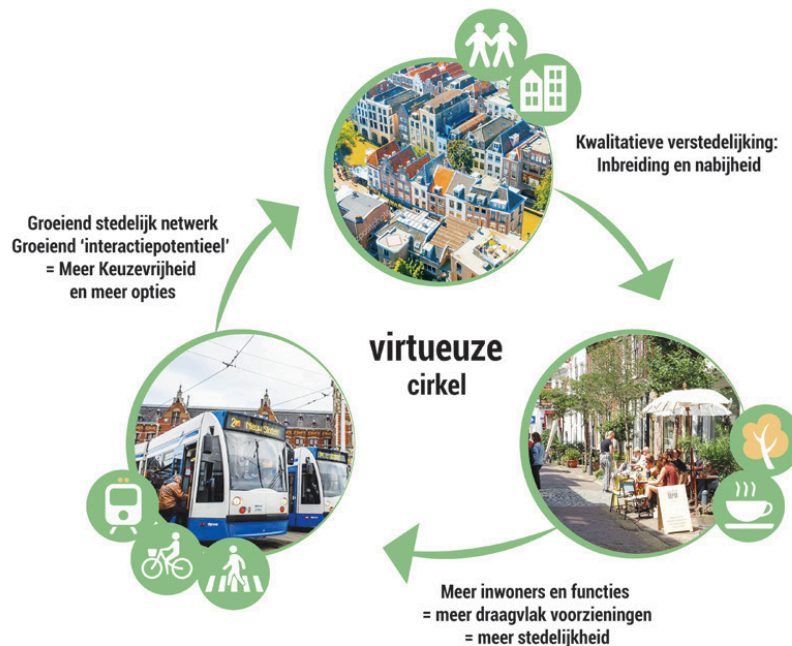 Kwalitatieve verstedelijking:
Inbreiding en nabijheid
Groeiend stedelijk netwerk
Groeiend ‘interactiepotentieel’
= Meer Keuzevrijheid
en meer opties
virtueuze
cirkel
Meer inwoners en functies
= meer draagvlak voorzieningen
= meer stedelijkheid